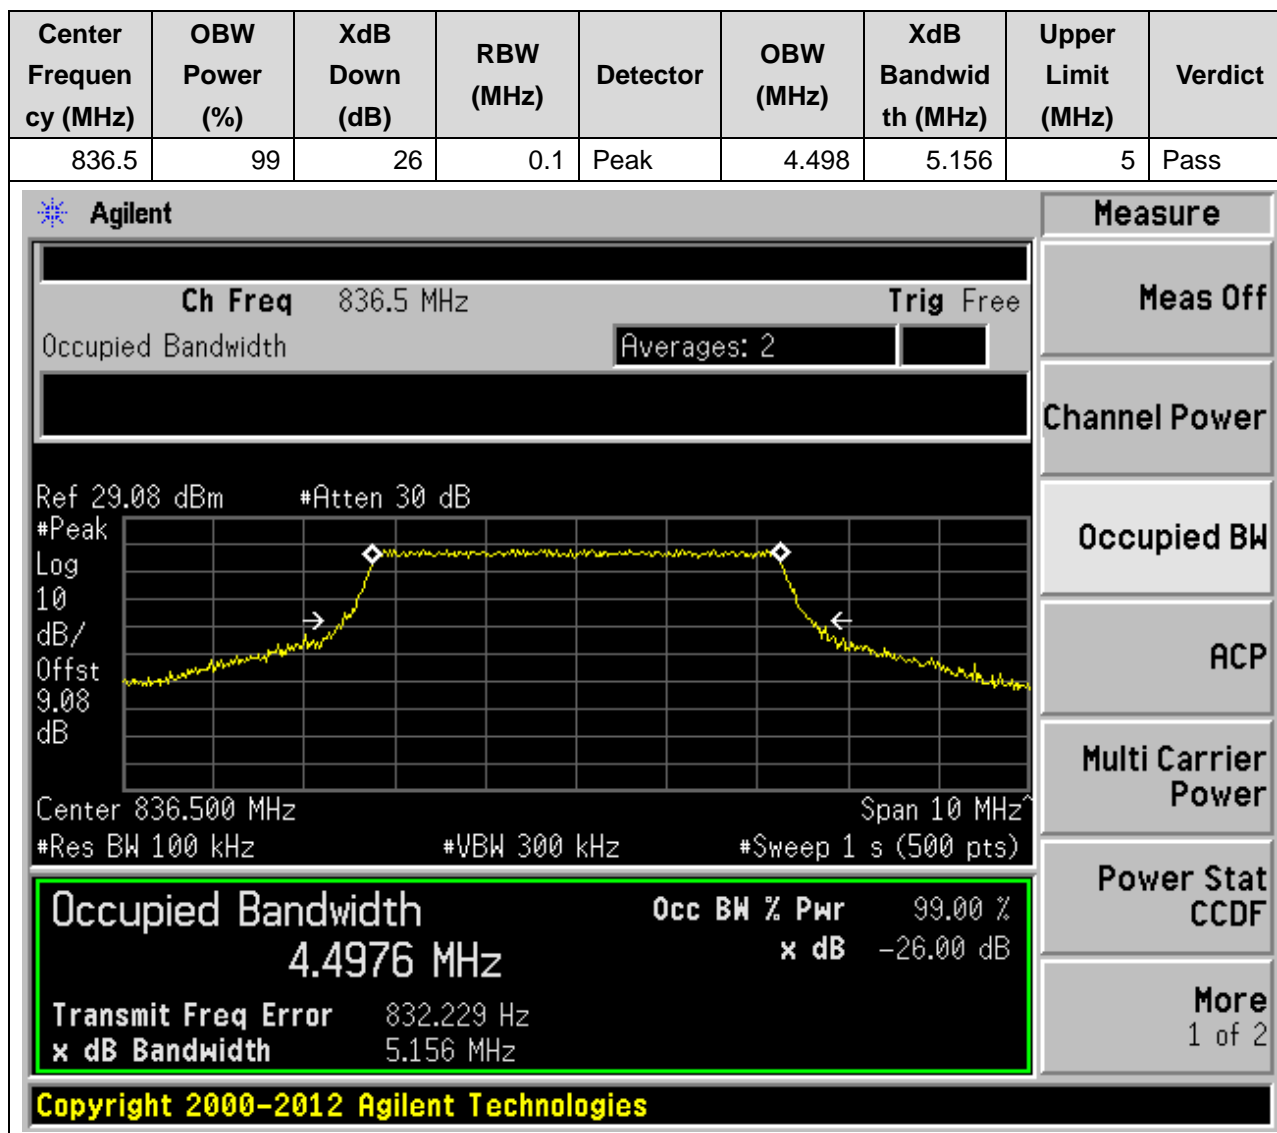 Center Frequen cy (MHz)	OBW Power (%)	XdB Down (dB)	RBW (MHz)	Detector	OBW (MHz)	XdB Bandwid th (MHz)	Upper Limit (MHz)	Verdict
836.5	99	26	0.1	Peak	4.498	5.156	5	Pass
Agilent
Ch Freq 836.5 MHz Trig Free
Occupied Bandwidth Averages: 2
Ref 29.08 dBm #Atten 30 dB
#Peak
Log
10
dB/
Offst
9.08
dB
Center 836.500 MHz Span 10 MHz^
#Res BW 100 kHz #VBW 300 kHz #Sweep 1 s (500 pts)
Occupied Bandwidth Occ BW % Pwr 99.00 %
4.4976 MHz x dB -26.00 dB
Transmit Freq Error 832.229 Hz
x dB Bandwidth 5.156 MHz
Copyright 2000-2012 Agilent Technologies
Measure
Meas Off
Channel Power
Occupied BW
ACP
Multi Carrier
Power
Power Stat
CCDF
More
1 of 2